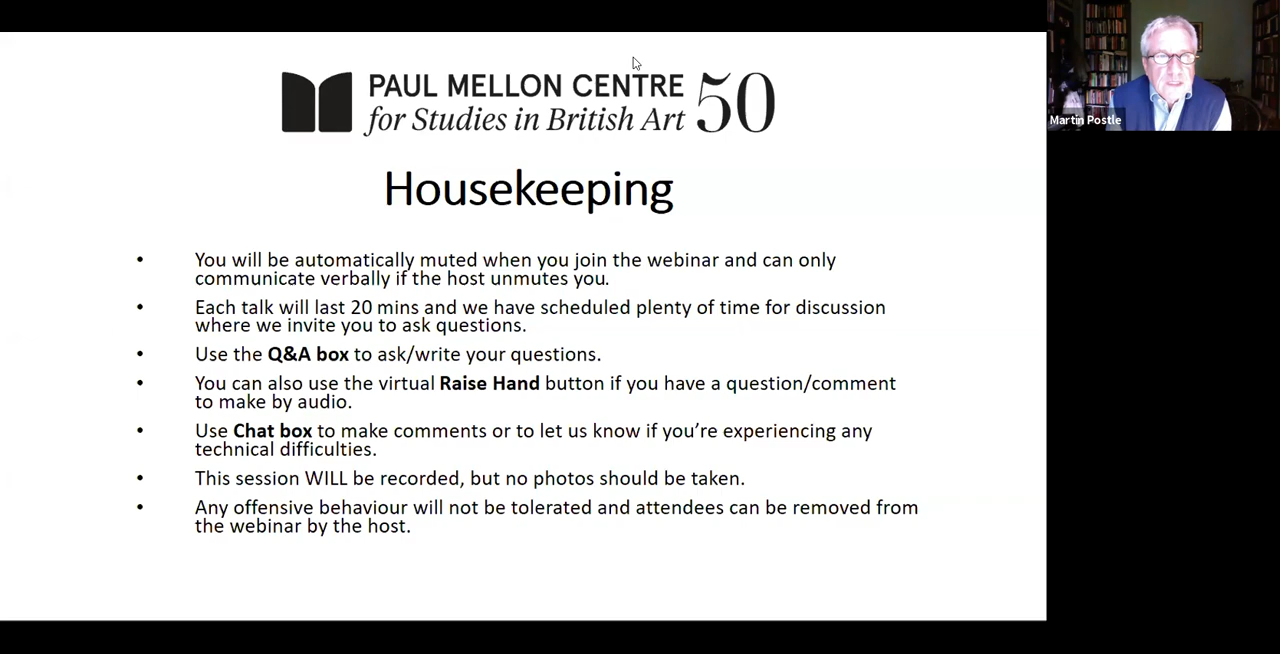 PAUL MELLON CENTRE
for Studies in British Art
50
Martin Postle
Housekeeping
• You will be automatically muted when you join the webinar and can only
communicate verbally if the host unmutes you.
• Each talk will last 20 mins and we have scheduled plenty of time for discussion
where we invite you to ask questions.
• Use the Q&A box to ask/write your questions.
• You can also use the virtual Raise Hand button if you have a question/comment
to make by audio.
• Use Chat box to make comments or to let us know if you’re experiencing any
technical difficulties.
• This session WILL be recorded, but no photos should be taken.
• Any offensive behaviour will not be tolerated and attendees can be removed from
the webinar by the host.